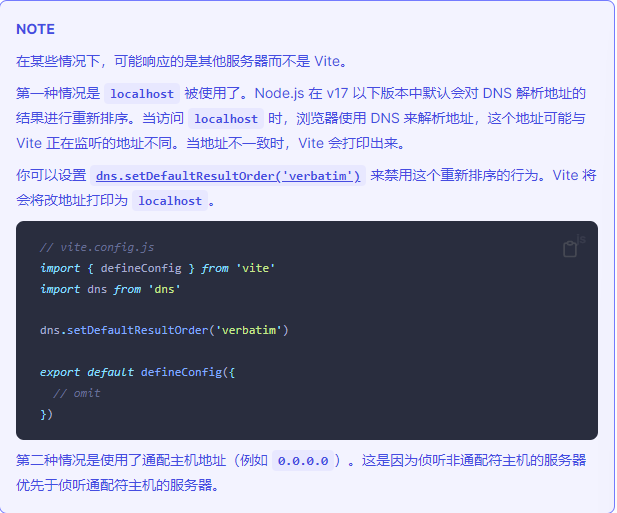 NOTE
在某些情况下，可能响应的是其他服务器而不是 Vite。
第一种情况是 localhost 被使用了。Node.js 在 v17 以下版本中默认会对 DNS 解析地址的
结果进行重新排序。当访问 localhost 时，浏览器使用 DNS 来解析地址，这个地址可能与
Vite 正在监听的地址不同。当地址不一致时，Vite 会打印出来。
你可以设置 dns.setDefaultResultOrder('verbatim') 来禁用这个重新排序的行为。Vite 将
会将改地址打印为 localhost。
js
// vite.config.js
import { defineConfig } from 'vite'
import dns from 'dns'
dns.setDefaultResultOrder('verbatim')
export default defineConfig({
// omit
})
第二种情况是使用了通配主机地址（例如 0.0.0.0）。这是因为侦听非通配符主机的服务器
优先于侦听通配符主机的服务器。